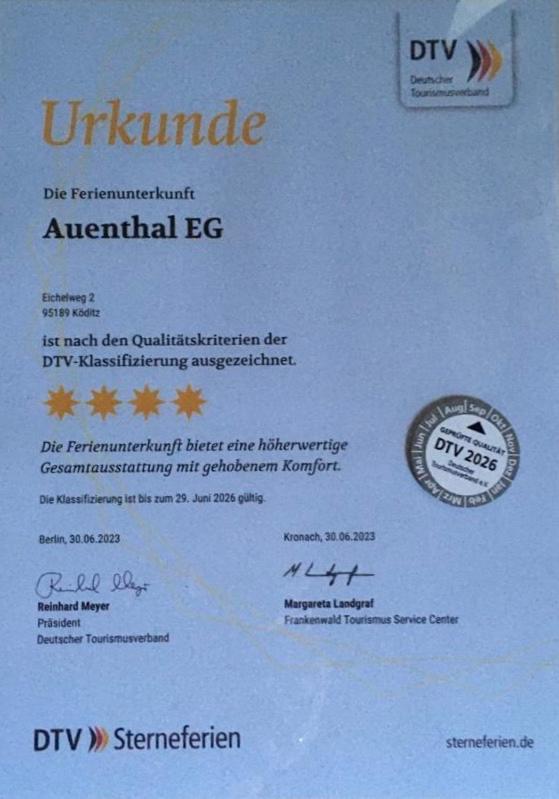 DTV
Deutscher
Tourismusverband
Urkunde
Die Ferienunterkunft
Auenthal EG
Eichelweg 2
95189 Köditz
ist nach den Qualitätskriterien der
DTV-Klassifizierung ausgezeichnet.
Die Ferienunterkunft bietet eine höherwertige
Gesamtausstattung mit gehobenem Komfort.
Die Klassifizierung ist bis zum 29. Juni 2026 gültig.
Jan Feb Mrz Apr Mai Jun Jul Aug Sep Okt Nov Dez
GEPRÜFTE QUALITÄT
DTV 2026
Deutscher
Tourismusverband e.V.
Berlin, 30.06.2023
Kronach, 30.06.2023
Reinhard Meyer
Präsident
Deutscher Tourismusverband
Margareta Landgraf
Frankenwald Tourismus Service Center
DTV Sterneferien
sterneferien.de